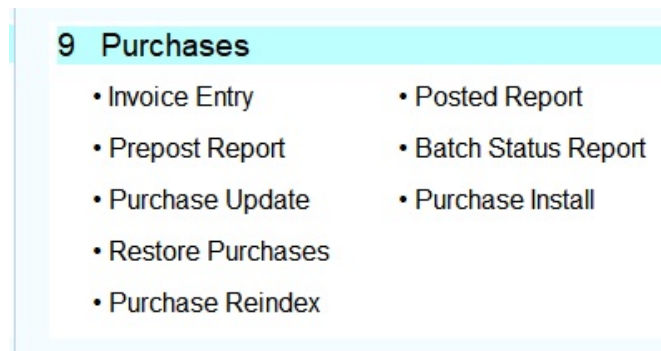 9 Purchases
• Invoice Entry
• Prepost Report
• Purchase Update
• Restore Purchases
• Purchase Reindex
• Posted Report
• Batch Status Report
• Purchase Install